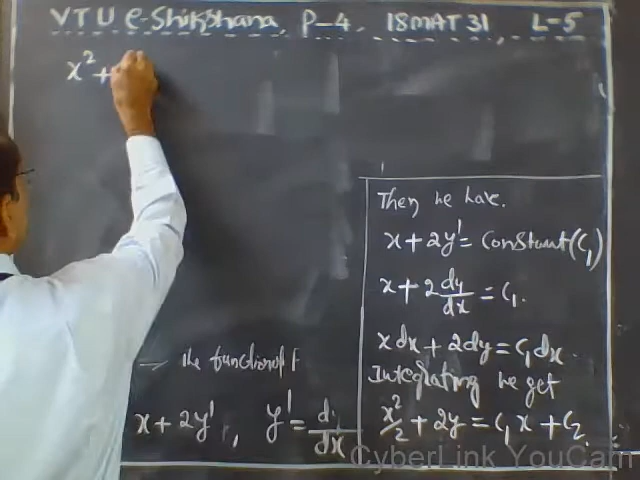 VTU e-Shikshana, P-4, 18MAT31, L-5
x² +
→ the function of F
x + 2y', y' = dy/dx
Then we have.
x + 2y' = Constant (C₁)
x + 2 dy/dx = C₁.
x dx + 2dy = C₁ dx.
Integrating we get
x²/2 + 2y = C₁x + C₂.
CyberLink YouCam